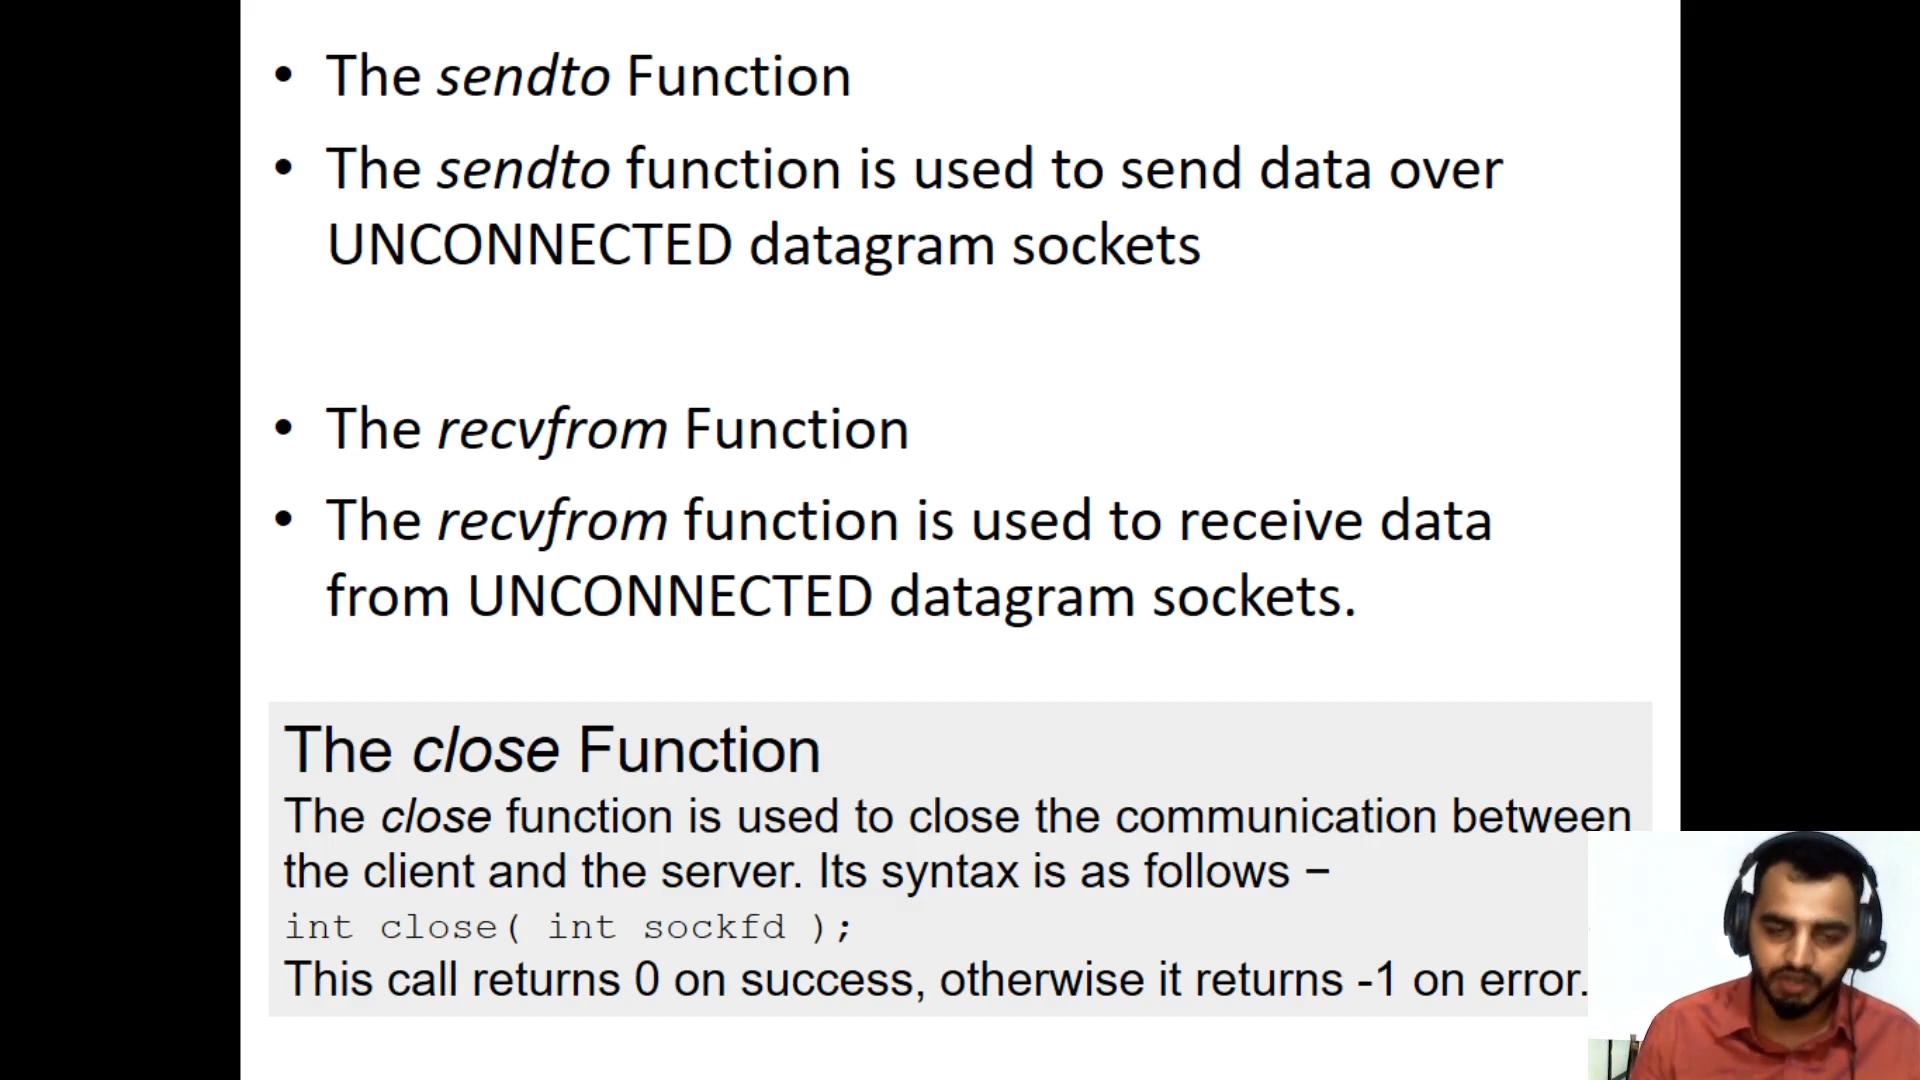 • The sendto Function
• The sendto function is used to send data over
UNCONNECTED datagram sockets
• The recvfrom Function
• The recvfrom function is used to receive data
from UNCONNECTED datagram sockets.
The close Function
The close function is used to close the communication between
the client and the server. Its syntax is as follows −
int close( int sockfd );
This call returns 0 on success, otherwise it returns -1 on error.